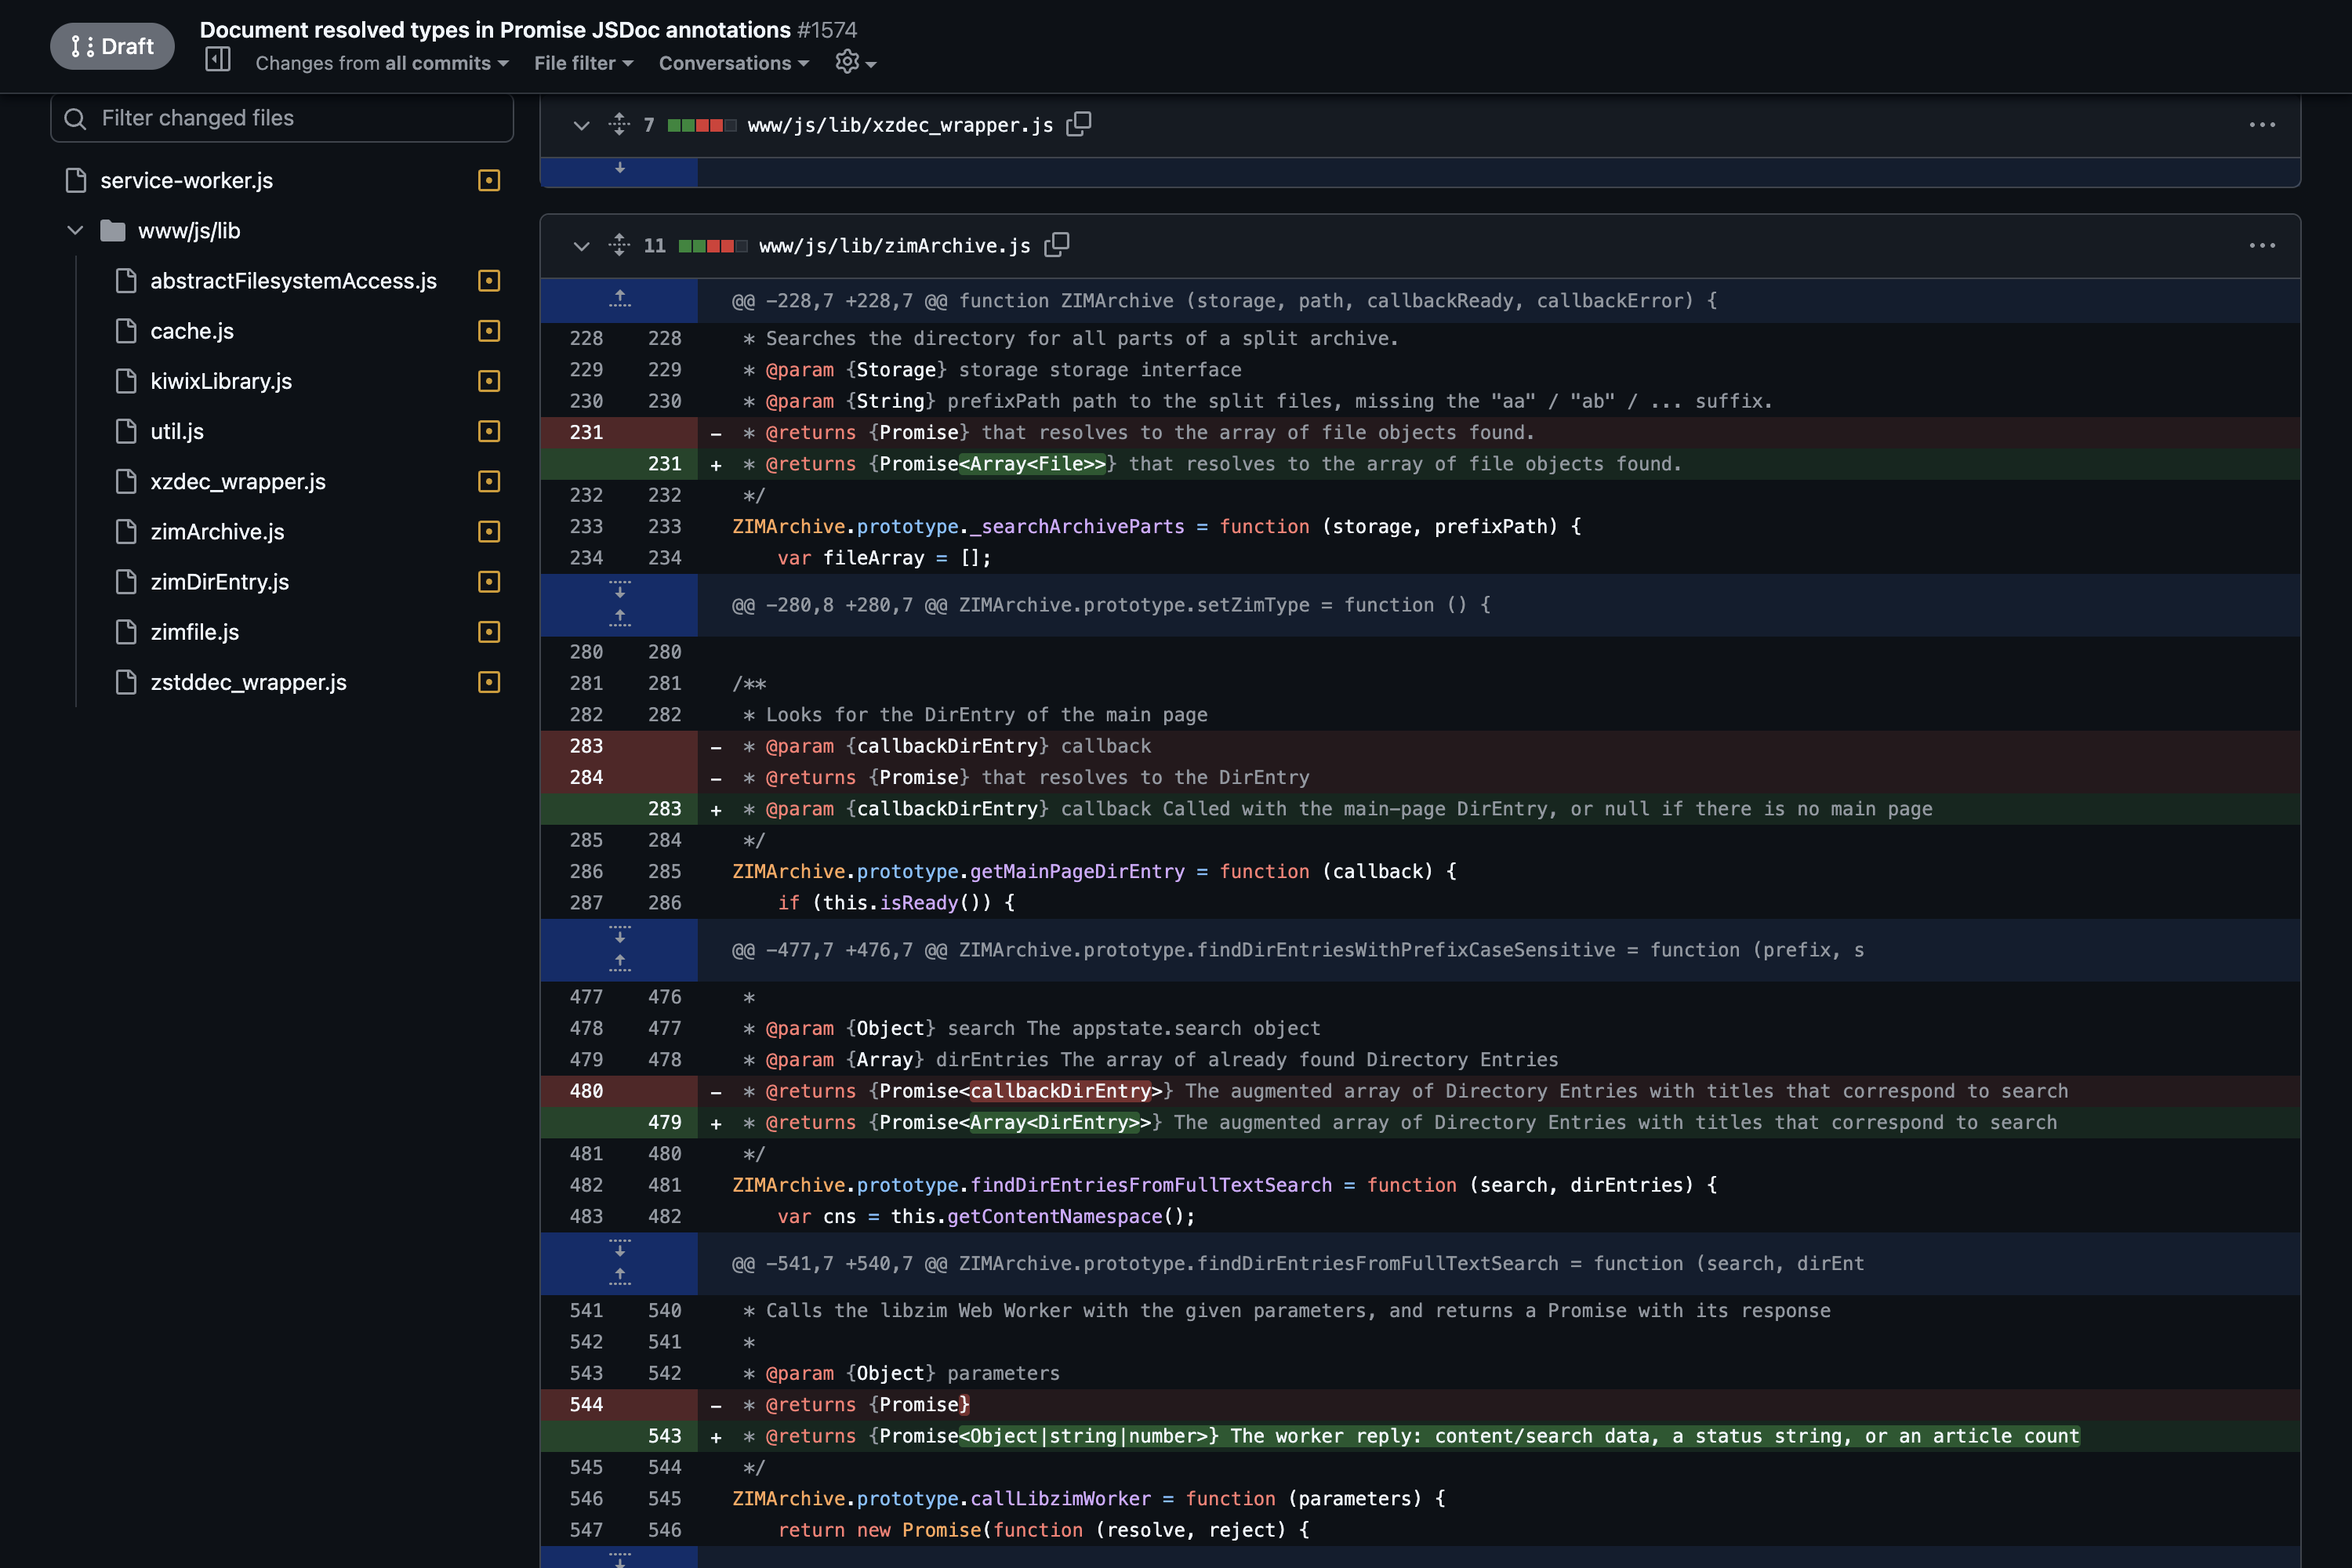 Draft
Document resolved types in Promise JSDoc annotations #1574
Changes from all commits
File filter
Conversations
Filter changed files
service-worker.js
www/js/lib
abstractFilesystemAccess.js
cache.js
kiwixLibrary.js
util.js
xzdec_wrapper.js
zimArchive.js
zimDirEntry.js
zimfile.js
zstddec_wrapper.js
7 www/js/lib/xzdec_wrapper.js
11 www/js/lib/zimArchive.js
@@ -228,7 +228,7 @@ function ZIMArchive (storage, path, callbackReady, callbackError) {
228 228 * Searches the directory for all parts of a split archive.
229 229 * @param {Storage} storage storage interface
230 230 * @param {String} prefixPath path to the split files, missing the "aa" / "ab" / ... suffix.
231 - * @returns {Promise} that resolves to the array of file objects found.
231 + * @returns {Promise<Array<File>>} that resolves to the array of file objects found.
232 232 */
233 233 ZIMArchive.prototype._searchArchiveParts = function (storage, prefixPath) {
234 234 var fileArray = [];
@@ -280,8 +280,7 @@ ZIMArchive.prototype.setZimType = function () {
280 280
281 281 /**
282 282 * Looks for the DirEntry of the main page
283 - * @param {callbackDirEntry} callback
284 - * @returns {Promise} that resolves to the DirEntry
283 + * @param {callbackDirEntry} callback Called with the main-page DirEntry, or null if there is no main page
285 284 */
286 285 ZIMArchive.prototype.getMainPageDirEntry = function (callback) {
287 286 if (this.isReady()) {
@@ -477,7 +476,7 @@ ZIMArchive.prototype.findDirEntriesWithPrefixCaseSensitive = function (prefix, s
477 476 *
478 477 * @param {Object} search The appstate.search object
479 478 * @param {Array} dirEntries The array of already found Directory Entries
480 - * @returns {Promise<callbackDirEntry>} The augmented array of Directory Entries with titles that correspond to search
479 + * @returns {Promise<Array<DirEntry>>} The augmented array of Directory Entries with titles that correspond to search
481 480 */
482 481 ZIMArchive.prototype.findDirEntriesFromFullTextSearch = function (search, dirEntries) {
483 482 var cns = this.getContentNamespace();
@@ -541,7 +540,7 @@ ZIMArchive.prototype.findDirEntriesFromFullTextSearch = function (search, dirEnt
541 540 * Calls the libzim Web Worker with the given parameters, and returns a Promise with its response
542 541 *
543 542 * @param {Object} parameters
544 - * @returns {Promise}
543 + * @returns {Promise<Object|string|number>} The worker reply: content/search data, a status string, or an article count
545 544 */
546 545 ZIMArchive.prototype.callLibzimWorker = function (parameters) {
547 546 return new Promise(function (resolve, reject) {